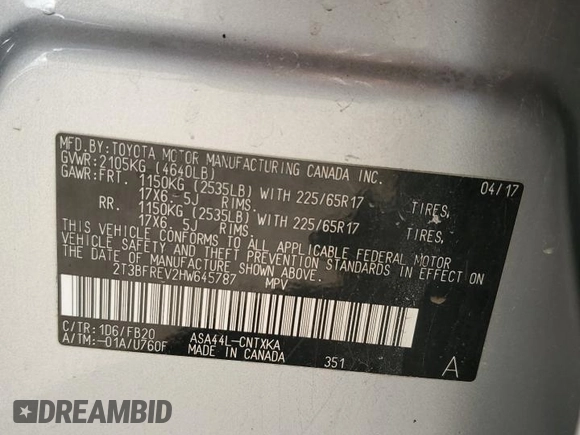 MFD. BY: TOYOTA MOTOR MANUFACTURING CANADA INC.
GVWR: 2105KG (4640LB) 04/17
GAWR: FRT. 1150KG (2535LB) WITH 225/65R17 TIRES,
17X6.5J RIMS.
RR. 1150KG (2535LB) WITH 225/65R17 TIRES,
17X6.5J RIMS.
THIS VEHICLE CONFORMS TO ALL APPLICABLE FEDERAL MOTOR
VEHICLE SAFETY AND THEFT PREVENTION STANDARDS IN EFFECT ON
THE DATE OF MANUFACTURE SHOWN ABOVE.
2T3BFREV2HW645787 MPV
C/TR: 1D6/FB20 ASA44L-CNTXKA
A/TM: -01A/U760F MADE IN CANADA 351 A
DREAMBID